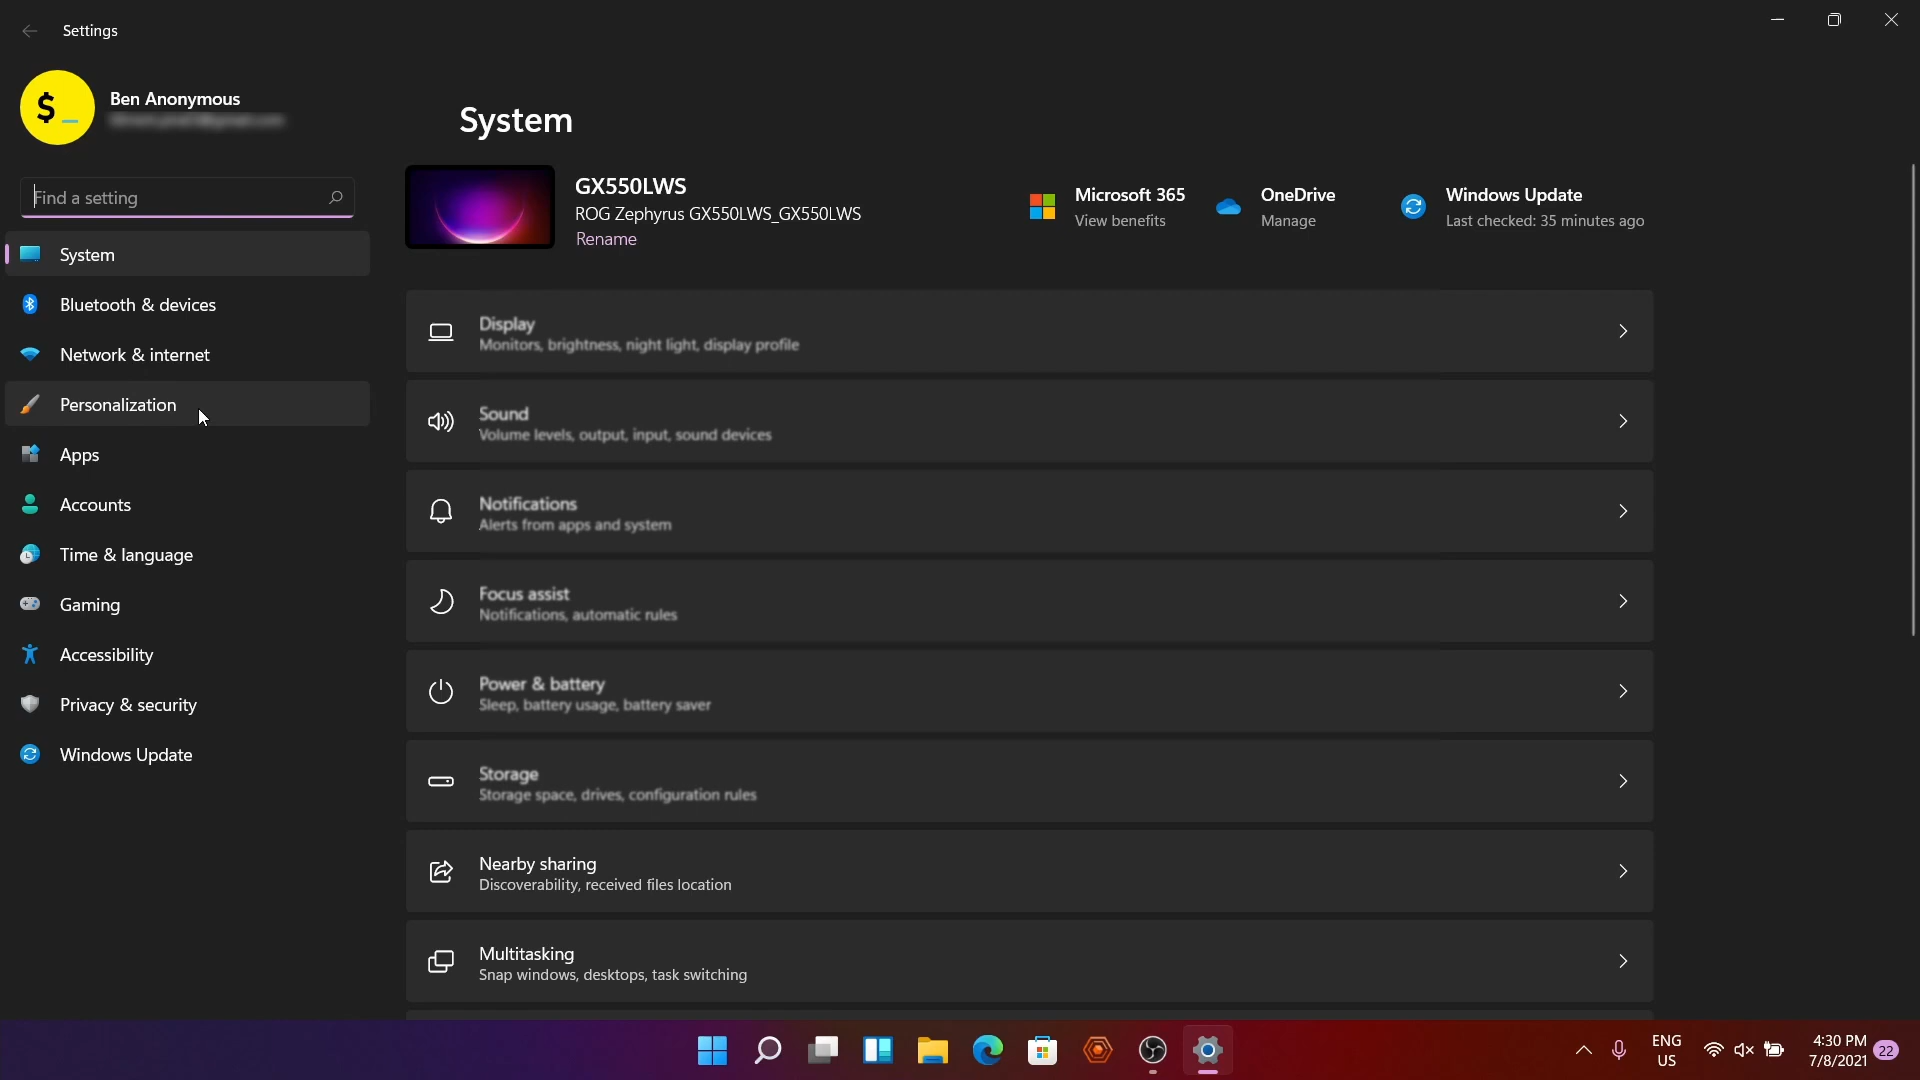 Settings
Ben Anonymous
$_
Find a setting
System
Bluetooth & devices
Network & internet
Personalization
Apps
Accounts
Time & language
Gaming
Accessibility
Privacy & security
Windows Update
System
GX550LWS
ROG Zephyrus GX550LWS_GX550LWS
Rename
Microsoft 365
View benefits
OneDrive
Manage
Windows Update
Last checked: 35 minutes ago
Display
Monitors, brightness, night light, display profile
Sound
Volume levels, output, input, sound devices
Notifications
Alerts from apps and system
Focus assist
Notifications, automatic rules
Power & battery
Sleep, battery usage, battery saver
Storage
Storage space, drives, configuration rules
Nearby sharing
Discoverability, received files location
Multitasking
Snap windows, desktops, task switching
ENG
US
4:30 PM
7/8/2021
22